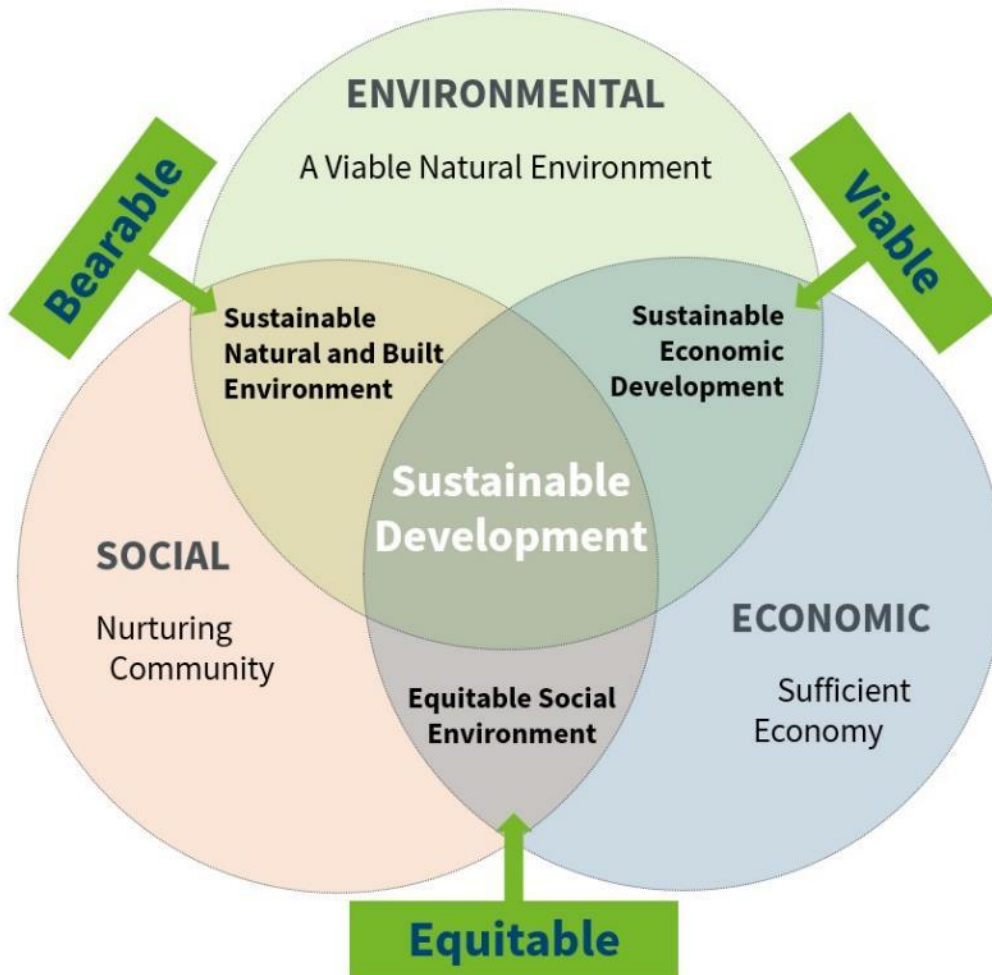 ENVIRONMENTAL
A Viable Natural Environment
Bearable
Viable
Sustainable
Natural and Built
Environment
Sustainable
Economic
Development
Sustainable
Development
SOCIAL
Nurturing
Community
ECONOMIC
Sufficient
Economy
Equitable Social
Environment
Equitable